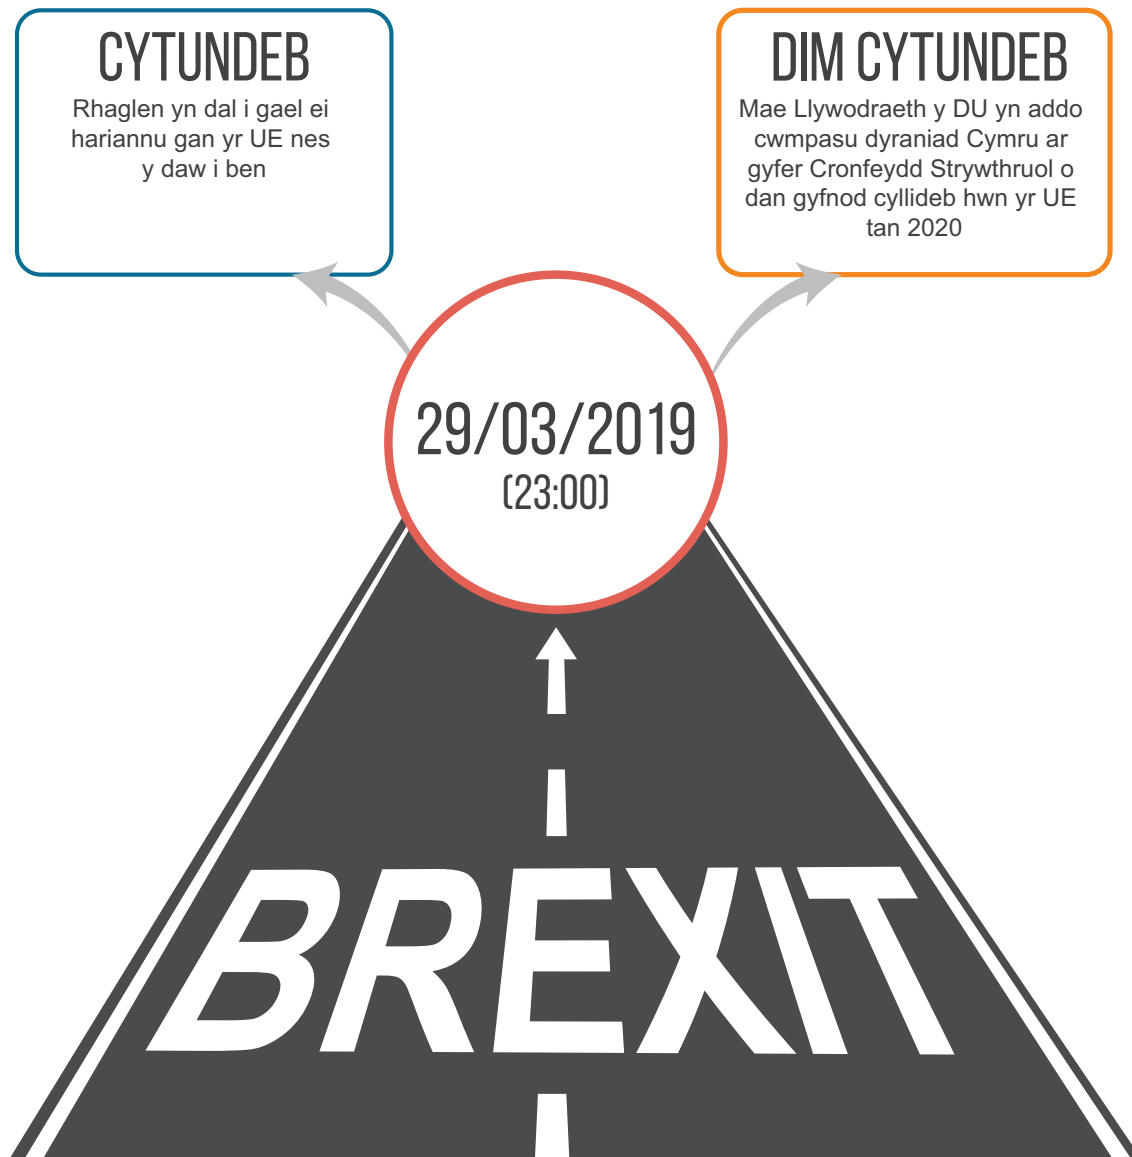 CYTUNDEB
Rhaglen yn dal i gael ei
hariannu gan yr UE nes
y daw i ben
DIM CYTUNDEB
Mae Llywodraeth y DU yn addo
cwmpasu dyraniad Cymru ar
gyfer Cronfeydd Strywthruol o
dan gyfnod cyllideb hwn yr UE
tan 2020
29/03/2019
(23:00)
BREXIT